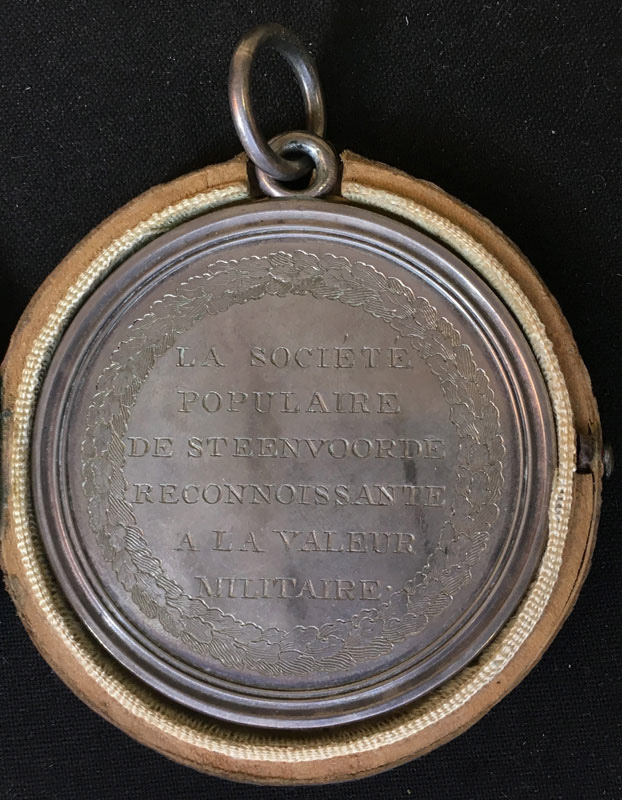 LA SOCIÉTÉ
POPULAIRE
DE STEENVOORDE
RECONNOISSANTE
A LA VALEUR
MILITAIRE.